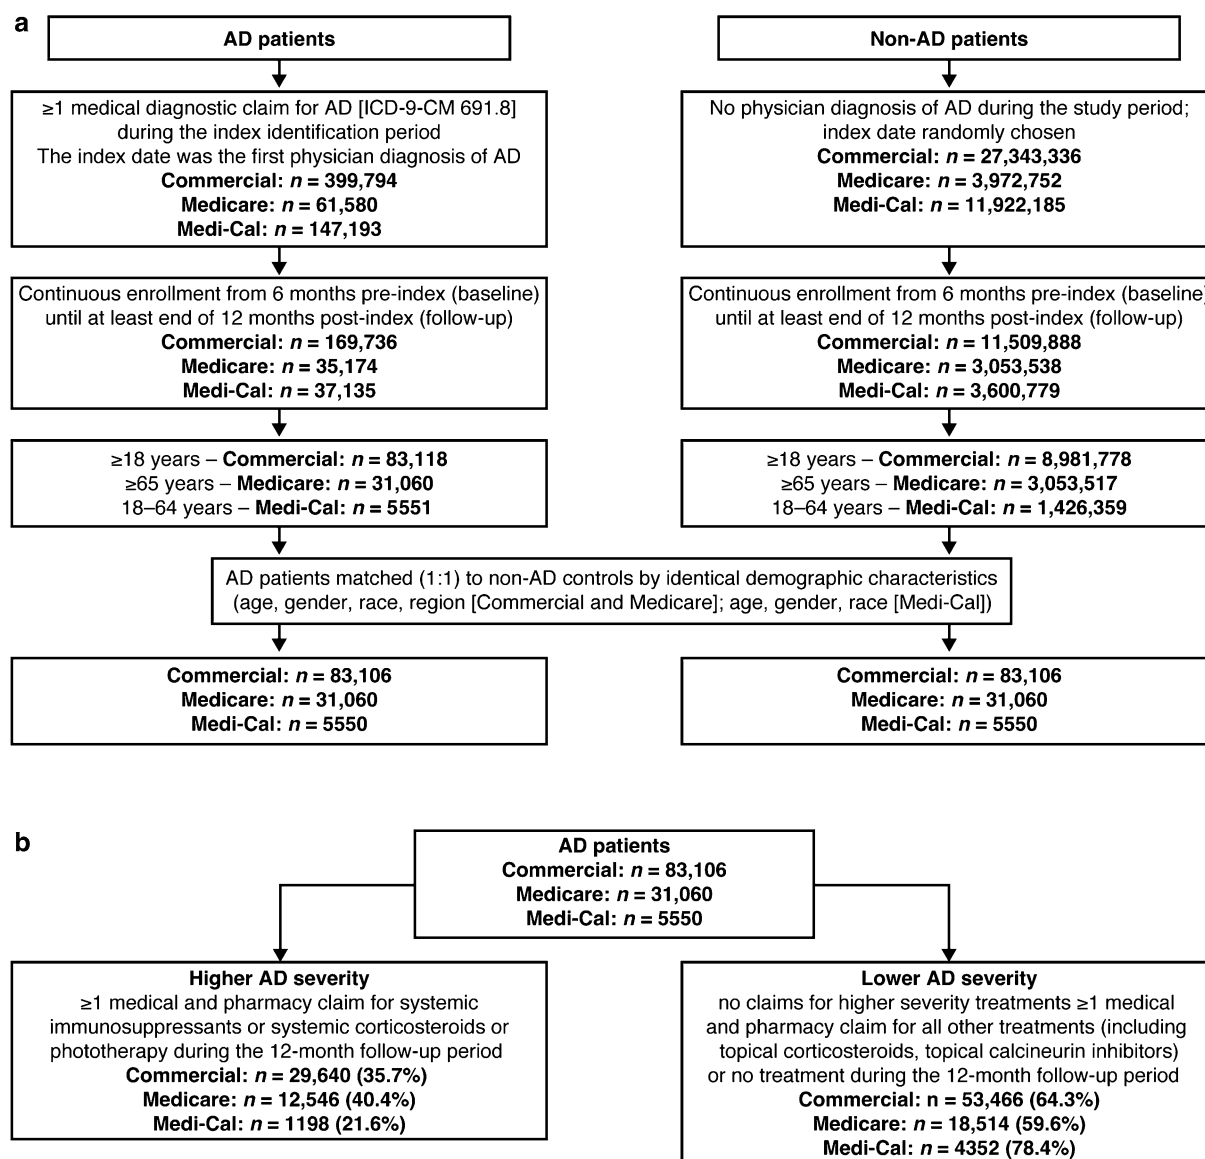 a
AD patients
≥1 medical diagnostic claim for AD [ICD-9-CM 691.8]
during the index identification period
The index date was the first physician diagnosis of AD
Commercial: n = 399,794
Medicare: n = 61,580
Medi-Cal: n = 147,193
Continuous enrollment from 6 months pre-index (baseline)
until at least end of 12 months post-index (follow-up)
Commercial: n = 169,736
Medicare: n = 35,174
Medi-Cal: n = 37,135
≥18 years – Commercial: n = 83,118
≥65 years – Medicare: n = 31,060
18–64 years – Medi-Cal: n = 5551
Non-AD patients
No physician diagnosis of AD during the study period;
index date randomly chosen
Commercial: n = 27,343,336
Medicare: n = 3,972,752
Medi-Cal: n = 11,922,185
Continuous enrollment from 6 months pre-index (baseline)
until at least end of 12 months post-index (follow-up)
Commercial: n = 11,509,888
Medicare: n = 3,053,538
Medi-Cal: n = 3,600,779
≥18 years – Commercial: n = 8,981,778
≥65 years – Medicare: n = 3,053,517
18–64 years – Medi-Cal: n = 1,426,359
AD patients matched (1:1) to non-AD controls by identical demographic characteristics
(age, gender, race, region [Commercial and Medicare]; age, gender, race [Medi-Cal])
Commercial: n = 83,106
Medicare: n = 31,060
Medi-Cal: n = 5550
Commercial: n = 83,106
Medicare: n = 31,060
Medi-Cal: n = 5550
b
AD patients
Commercial: n = 83,106
Medicare: n = 31,060
Medi-Cal: n = 5550
Higher AD severity
≥1 medical and pharmacy claim for systemic
immunosuppressants or systemic corticosteroids or
phototherapy during the 12-month follow-up period
Commercial: n = 29,640 (35.7%)
Medicare: n = 12,546 (40.4%)
Medi-Cal: n = 1198 (21.6%)
Lower AD severity
no claims for higher severity treatments ≥1 medical
and pharmacy claim for all other treatments (including
topical corticosteroids, topical calcineurin inhibitors)
or no treatment during the 12-month follow-up period
Commercial: n = 53,466 (64.3%)
Medicare: n = 18,514 (59.6%)
Medi-Cal: n = 4352 (78.4%)